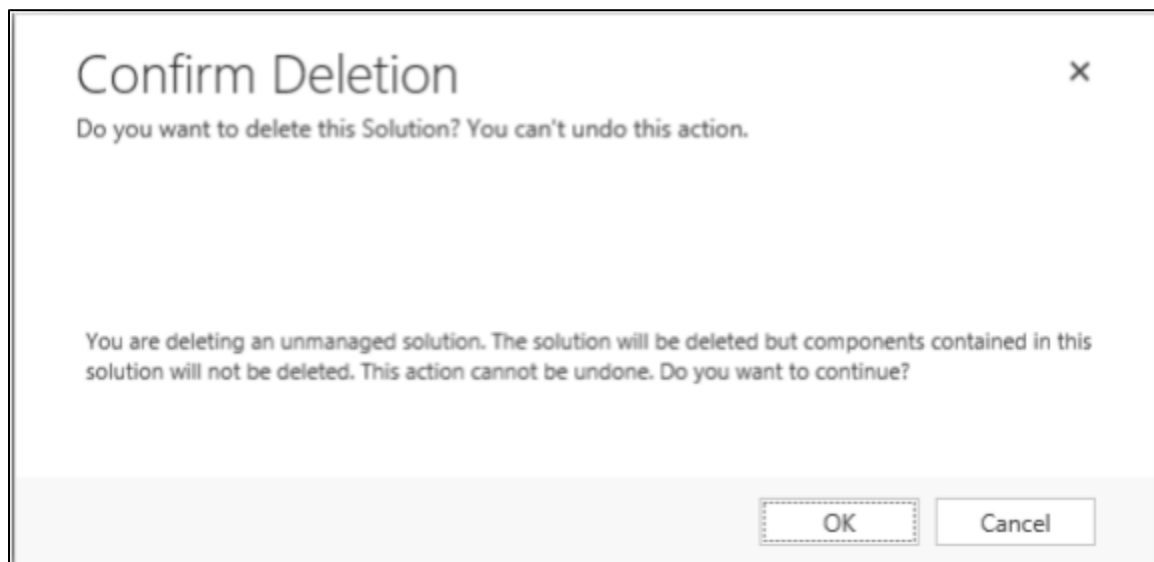 Confirm Deletion
Do you want to delete this Solution? You can't undo this action.
You are deleting an unmanaged solution. The solution will be deleted but components contained in this
solution will not be deleted. This action cannot be undone. Do you want to continue?
OK Cancel